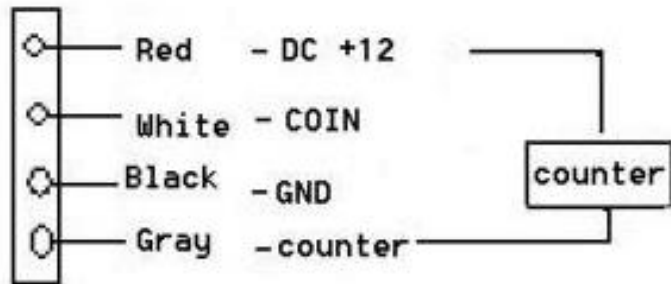 Red - DC +12
White - COIN
Black - GND
counter
Gray - counter